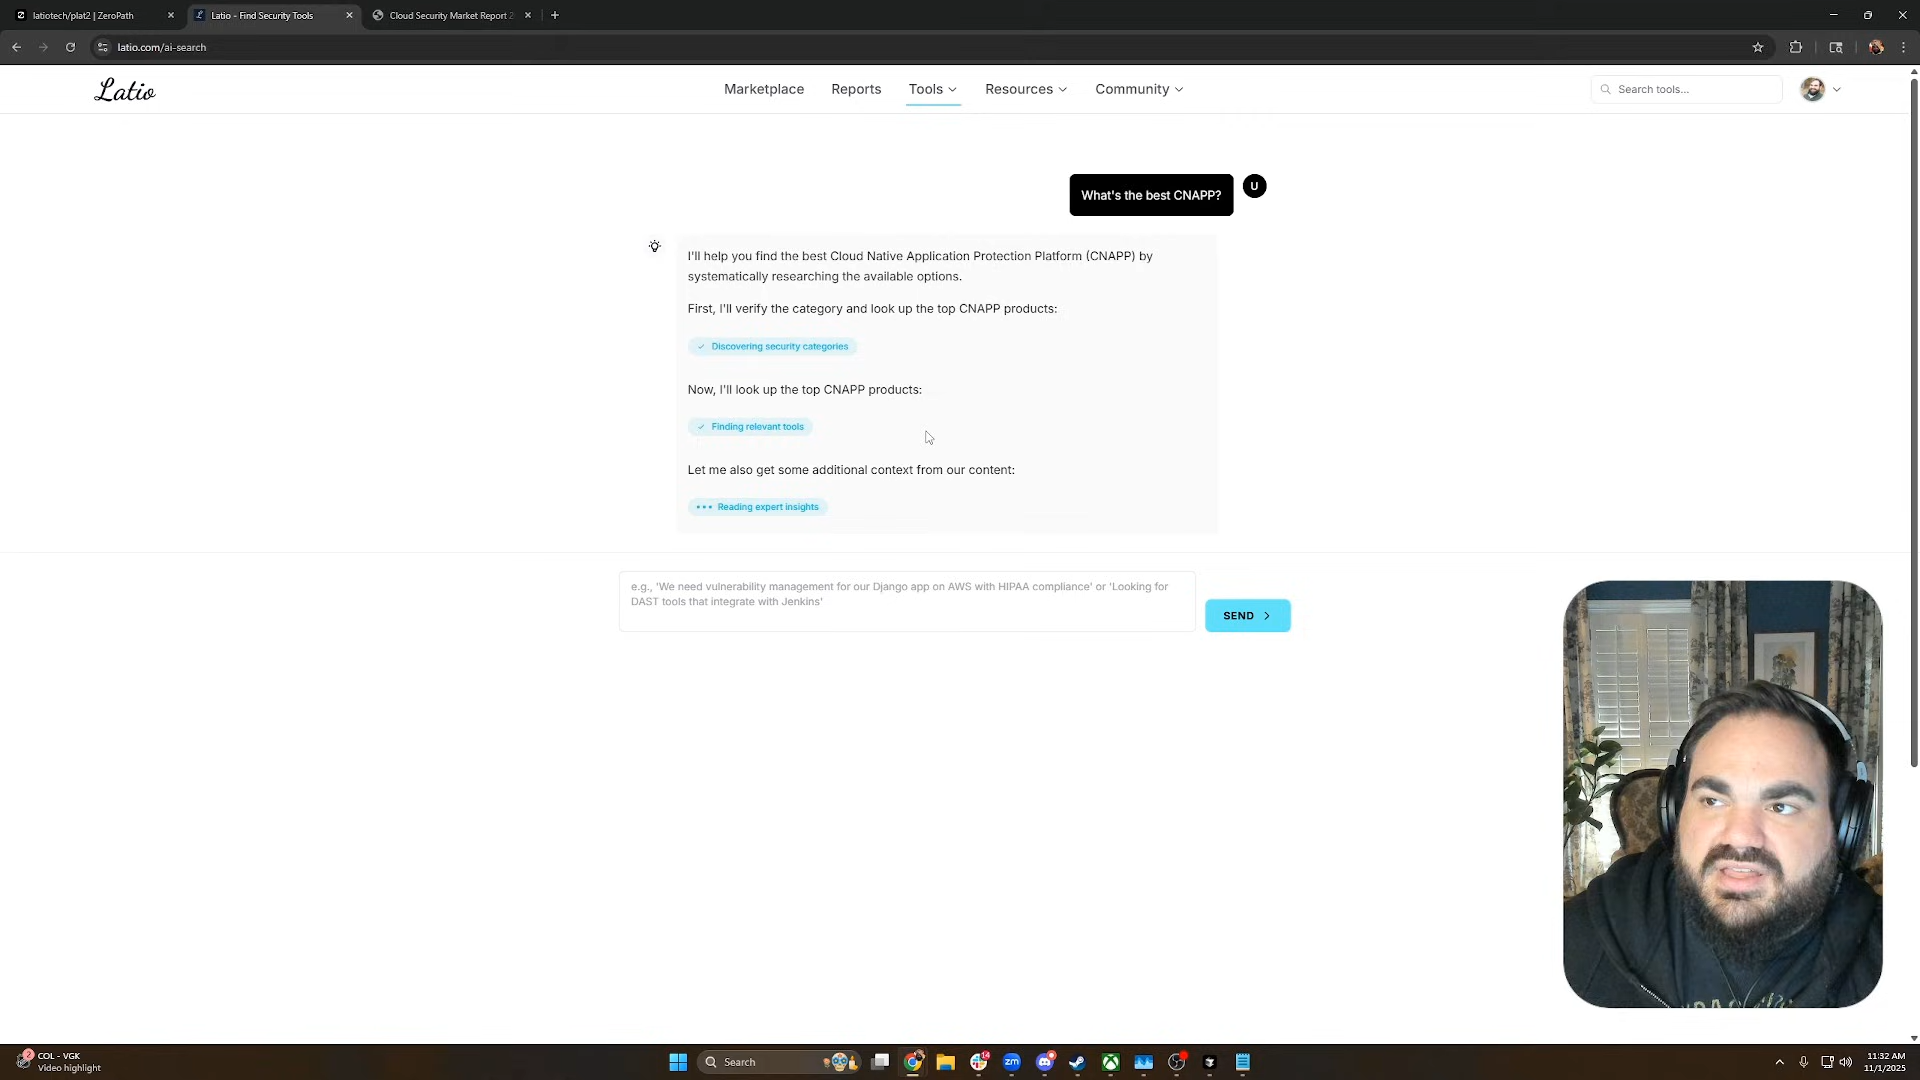 latiotech/plat2 | ZeroPath
Latio - Find Security Tools
Cloud Security Market Report 2
latio.com/ai-search
Latio
Marketplace
Reports
Tools
Resources
Community
Search tools...
What's the best CNAPP?
U
I'll help you find the best Cloud Native Application Protection Platform (CNAPP) by
systematically researching the available options.
First, I'll verify the category and look up the top CNAPP products:
Discovering security categories
Now, I'll look up the top CNAPP products:
Finding relevant tools
Let me also get some additional context from our content:
Reading expert insights
e.g., 'We need vulnerability management for our Django app on AWS with HIPAA compliance' or 'Looking for
DAST tools that integrate with Jenkins'
SEND
2
COL - VGK
Video highlight
Search
14
zm
11:32 AM
11/1/2025